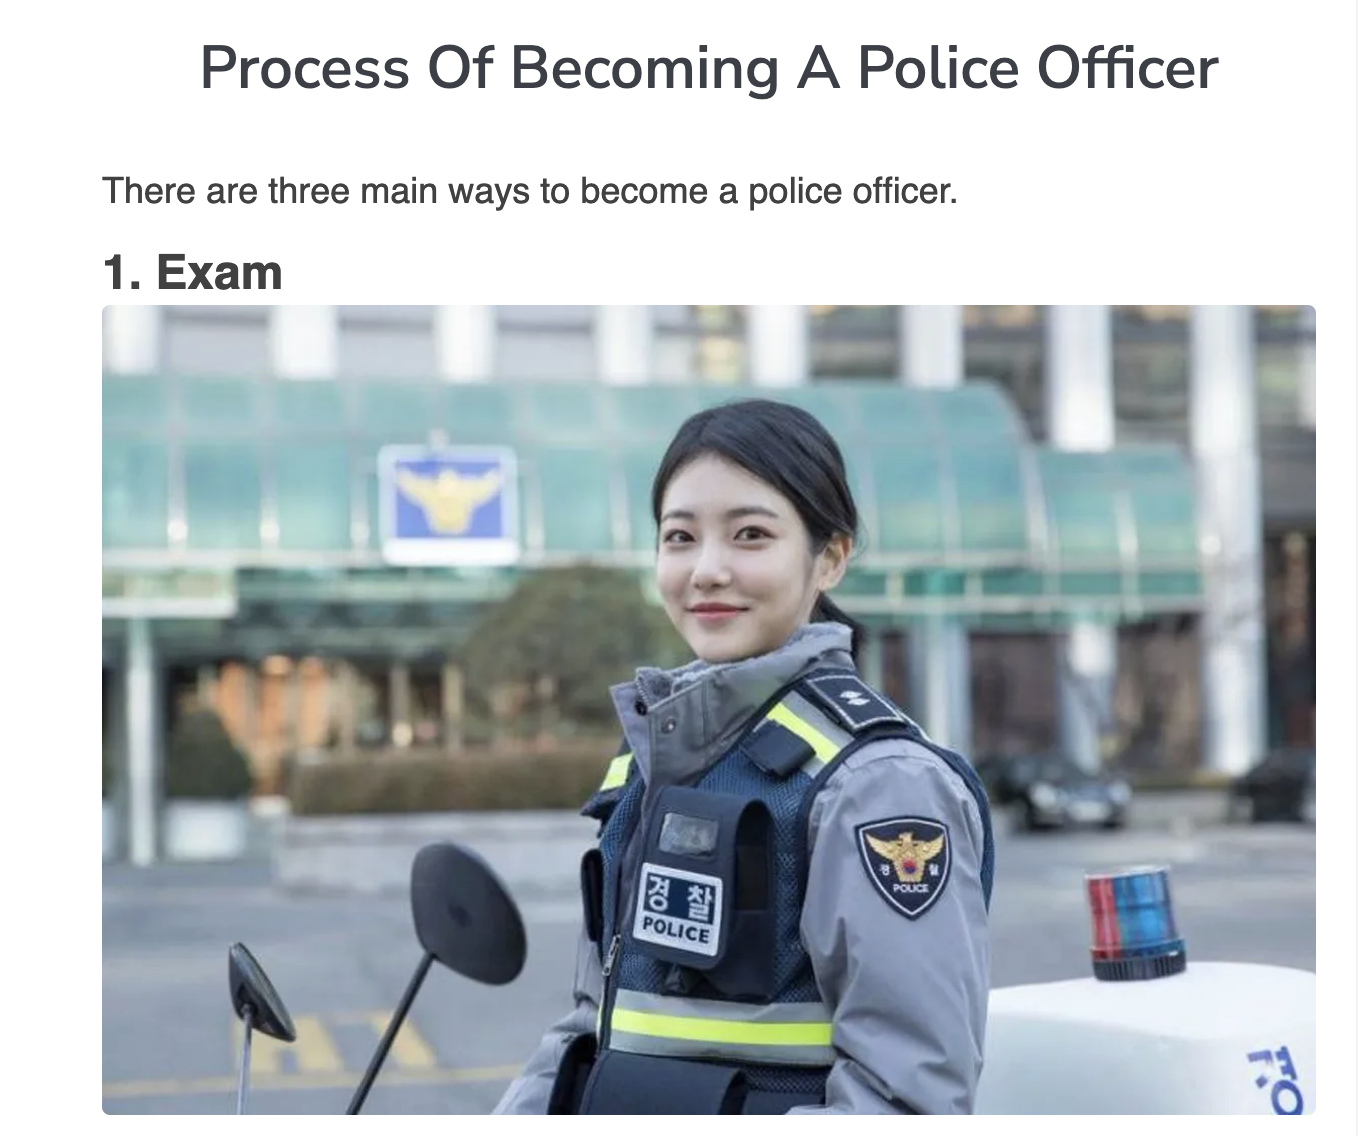 Process Of Becoming A Police Officer
There are three main ways to become a police officer.
1. Exam
경찰
POLICE
경 찰
POLICE